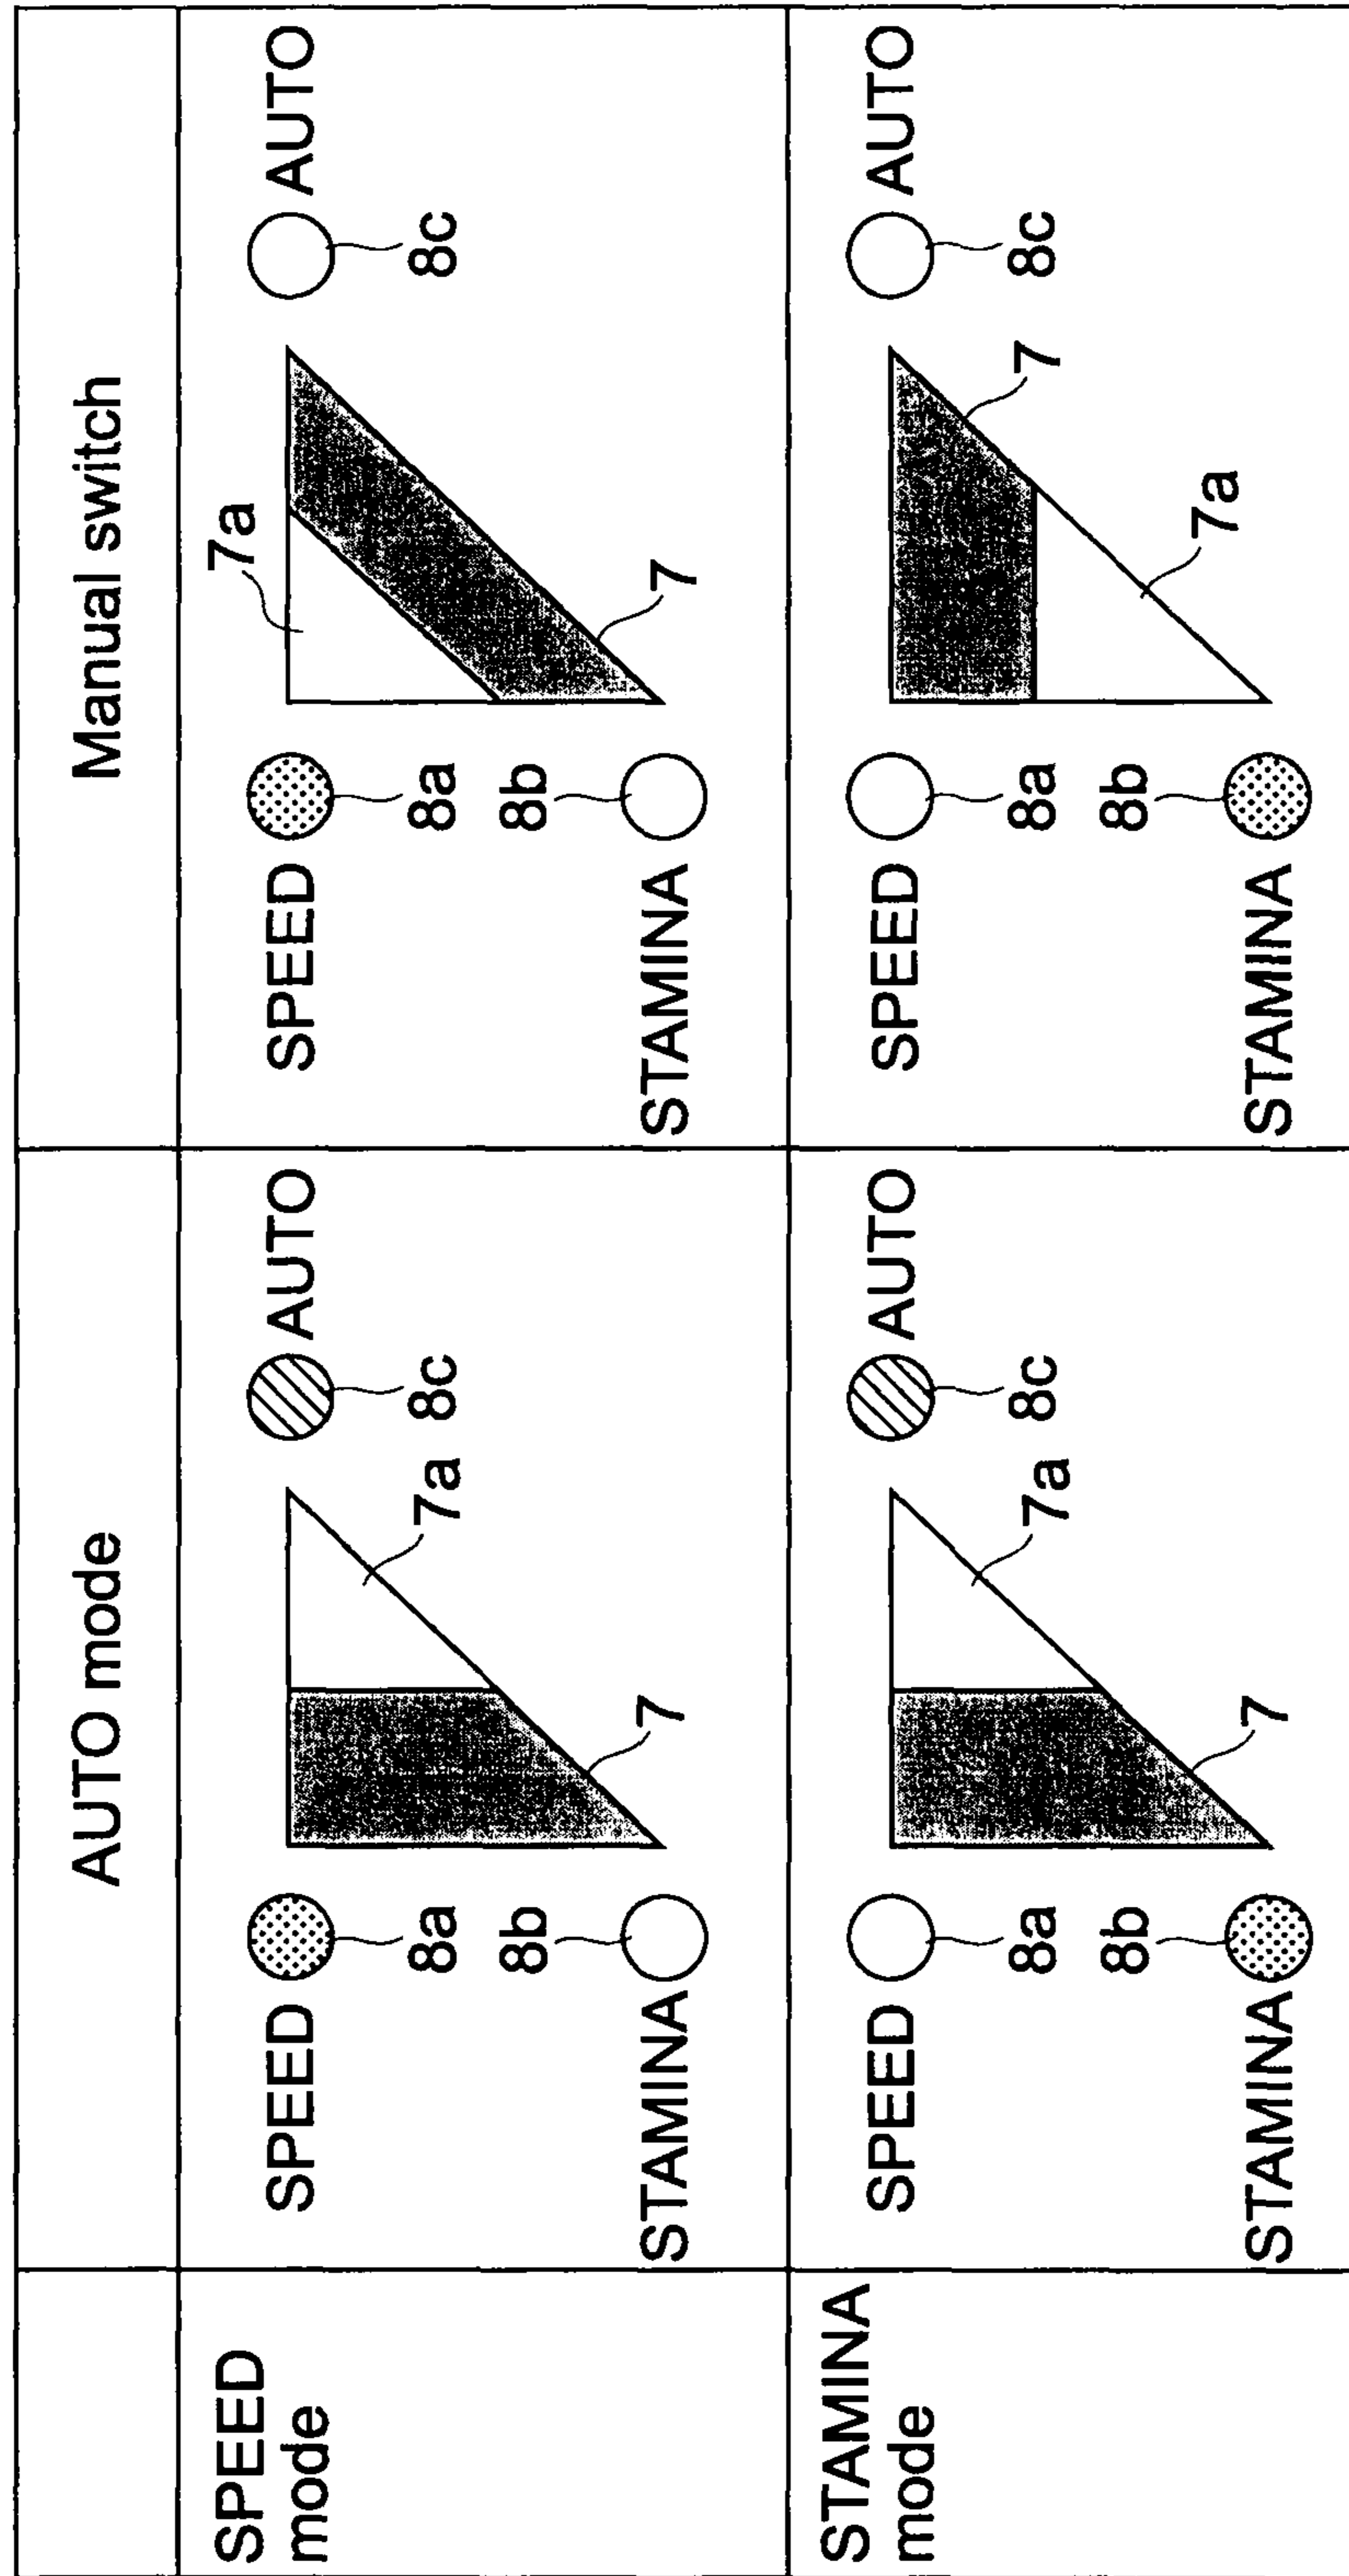 AUTO mode
Manual switch
SPEED
mode
SPEED
8a
8b
STAMINA
7
7a
8c
AUTO
SPEED
8a
8b
STAMINA
7a
7
8c
AUTO
STAMINA
mode
SPEED
8a
8b
STAMINA
7
7a
8c
AUTO
SPEED
8a
8b
STAMINA
7
7a
8c
AUTO